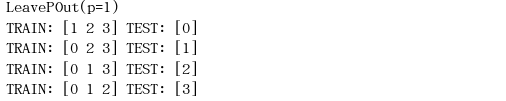 LeavePOut(p=1)
TRAIN: [1 2 3] TEST: [0]
TRAIN: [0 2 3] TEST: [1]
TRAIN: [0 1 3] TEST: [2]
TRAIN: [0 1 2] TEST: [3]